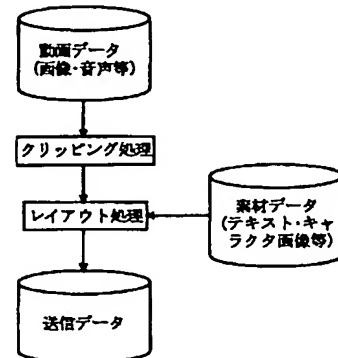 動画データ
(画像・音声等)
クリッピング処理
レイアウト処理
素材データ
(テキスト・キャ
ラクタ画像等)
送信データ